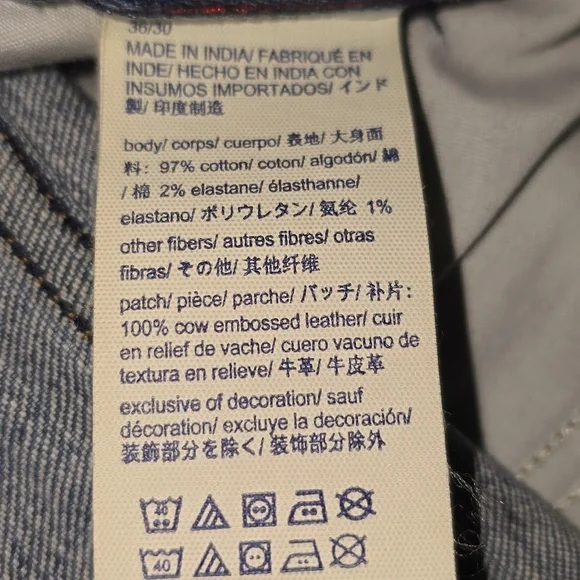 36/30
MADE IN INDIA/ FABRIQUÉ EN
INDE/ HECHO EN INDIA CON
INSUMOS IMPORTADOS/ インド
製/ 印度制造
body/ corps/ cuerpo/ 表地/ 大身面
料: 97% cotton/ coton/ algodón/ 綿
/ 棉 2% elastane/ élasthanne/
elastano/ ポリウレタン/ 氨纶 1%
other fibers/ autres fibres/ otras
fibras/ その他/ 其他纤维
patch/ pièce/ parche/ パッチ/ 补片:
100% cow embossed leather/ cuir
en relief de vache/ cuero vacuno de
textura en relieve/ 牛革/ 牛皮革
exclusive of decoration/ sauf
décoration/ excluye la decoración/
装飾部分を除く/ 装饰部分除外
40
40